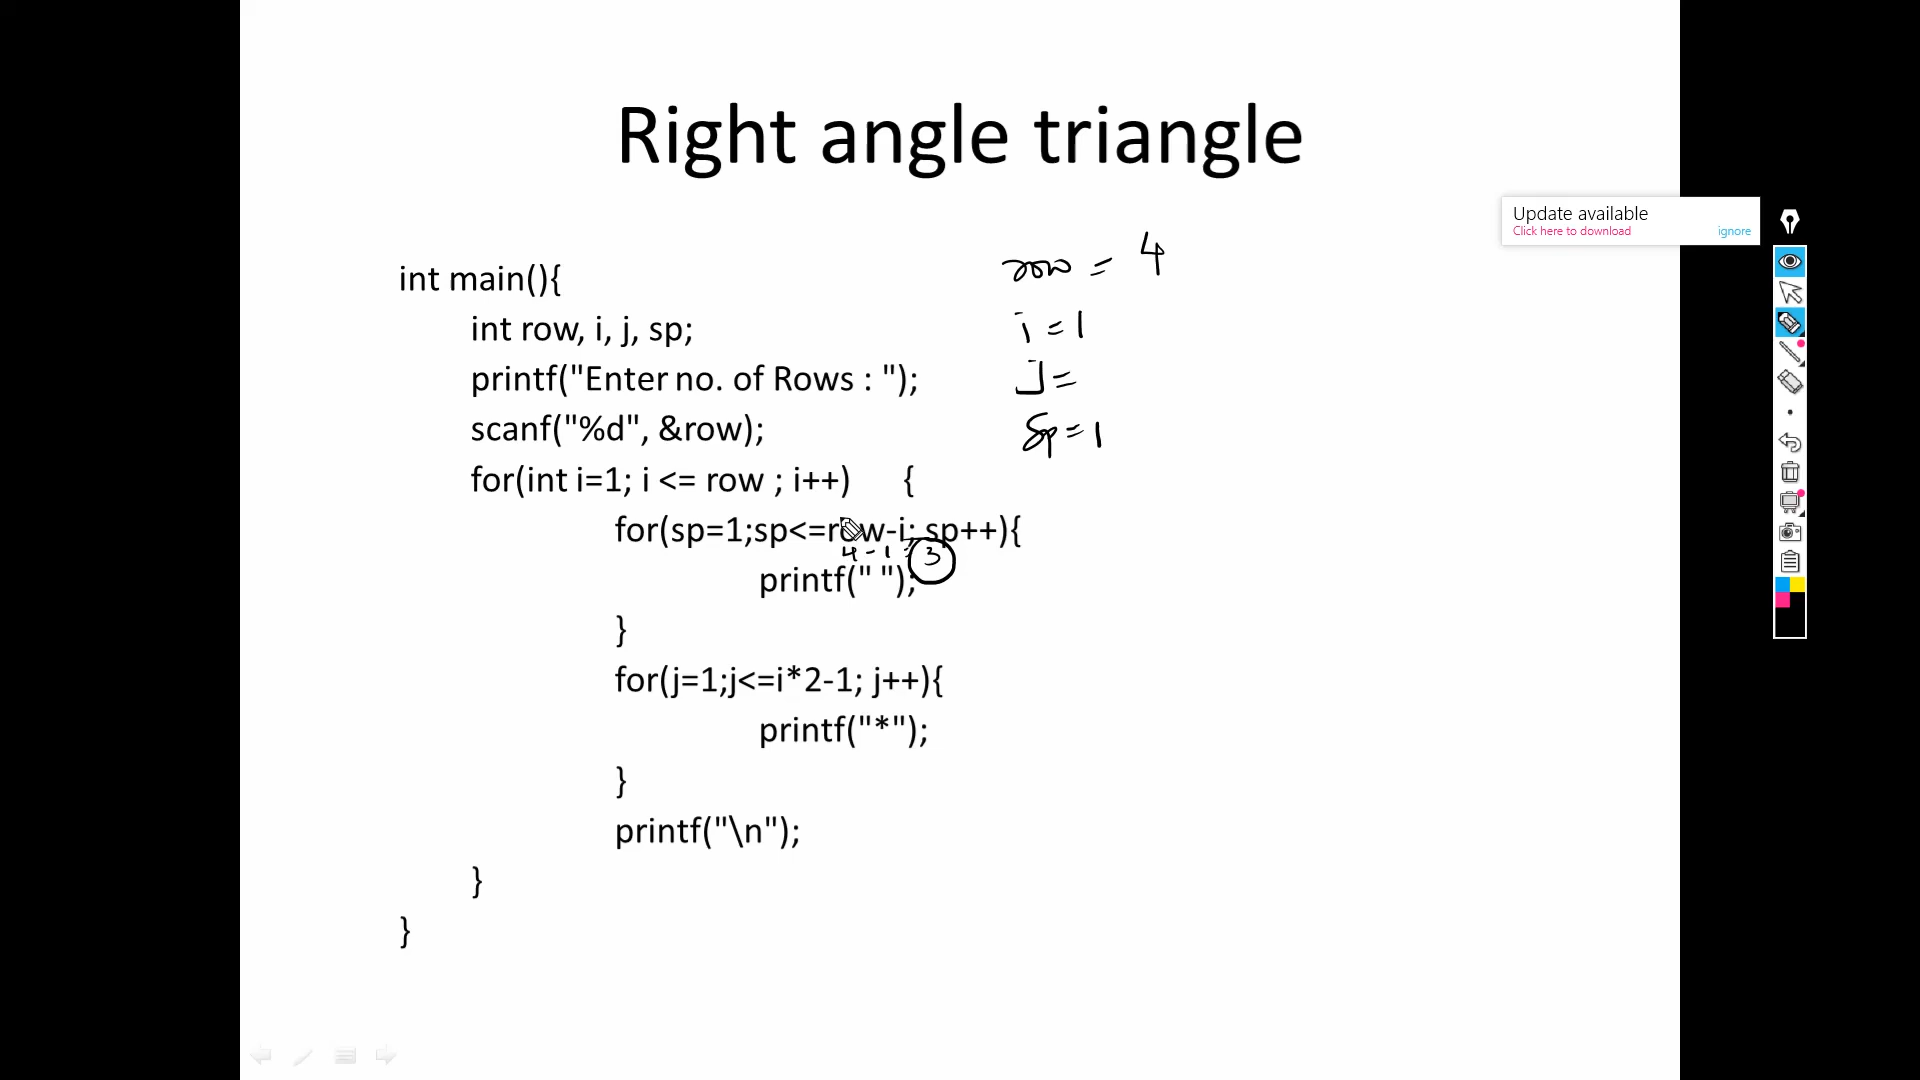 Right angle triangle
Update available
Click here to download ignore
row = 4
int main(){
i = 1
int row, i, j, sp;
j =
printf("Enter no. of Rows : ");
sp = 1
scanf("%d", &row);
for(int i=1; i <= row ; i++) {
for(sp=1;sp<=row-i; sp++){
4 - 1 = 3
printf(" ");
}
for(j=1;j<=i*2-1; j++){
printf("*");
}
printf("\n");
}
}